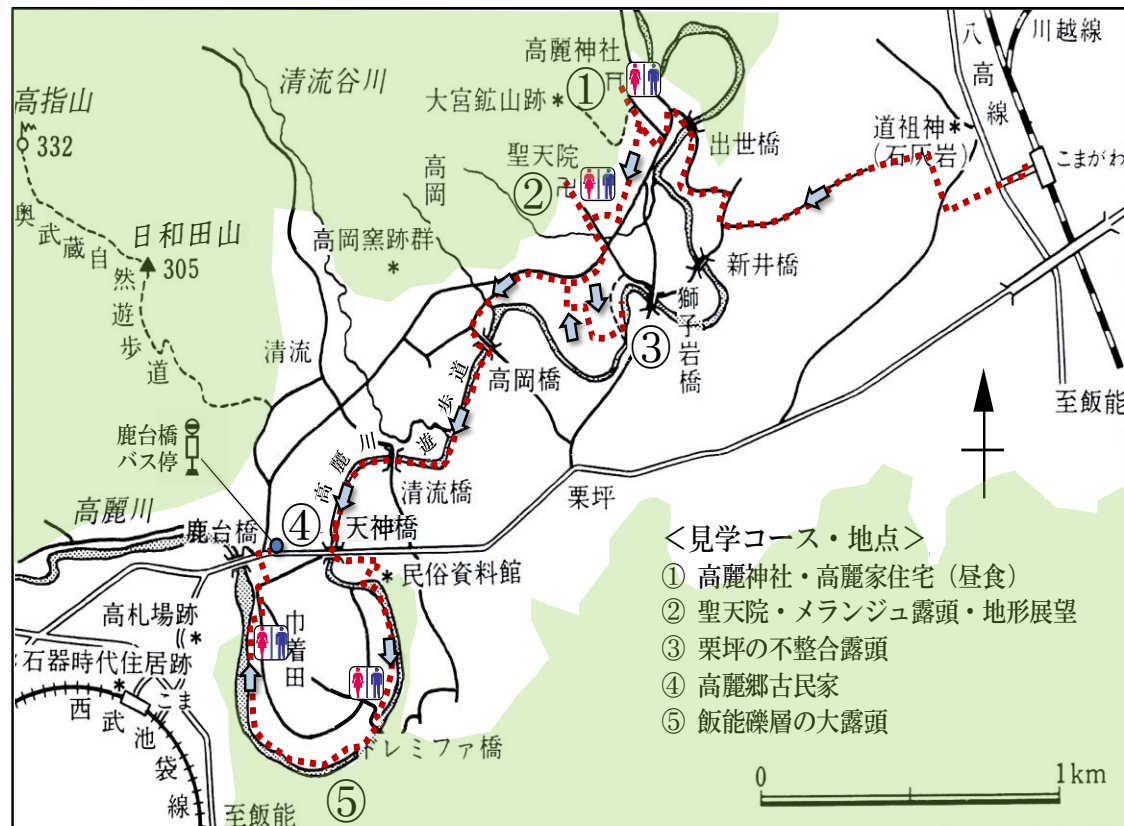 高麗神社
大宮鉱山跡
①
清流谷川
高指山
332
聖天院
②
高岡
高岡窯跡群
奥武蔵自然遊歩道
日和田山
305
清流
出世橋
新井橋
獅子岩橋
③
道祖神
(石灰岩)
八高線
川越線
こまがわ
至飯能
高岡橋
高麗川遊歩道
清流橋
栗坪
鹿台橋
バス停
高麗川
鹿台橋
④
天神橋
民俗資料館
高札場跡
石器時代住居跡
こま
西武池袋線
至飯能
巾着田
ドレミファ橋
⑤
<見学コース・地点>
① 高麗神社・高麗家住宅（昼食）
② 聖天院・メランジュ露頭・地形展望
③ 栗坪の不整合露頭
④ 高麗郷古民家
⑤ 飯能礫層の大露頭
0
1km